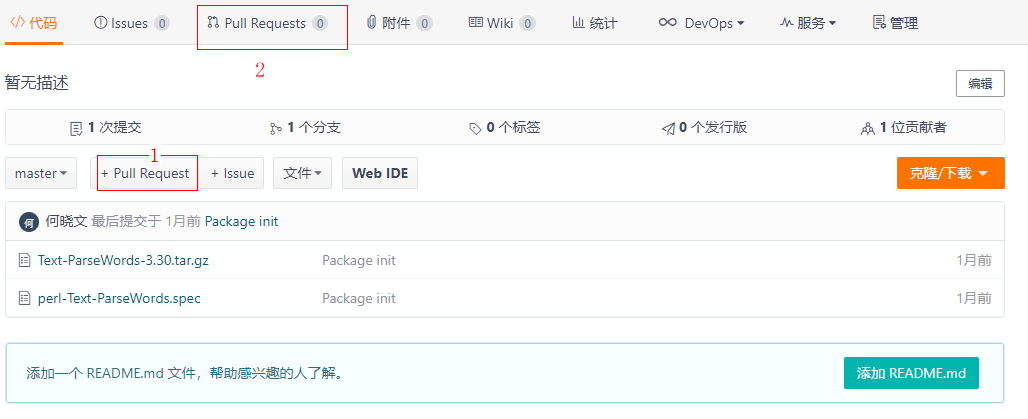 代码 Issues 0 Pull Requests 0 附件 0 Wiki 0 统计 DevOps 服务 管理
2
暂无描述 编辑
1 次提交 1 个分支 0 个标签 0 个发行版 1 位贡献者
1
master + Pull Request + Issue 文件 Web IDE 克隆/下载
何 何晓文 最后提交于 1月前 Package init
Text-ParseWords-3.30.tar.gz Package init 1月前
perl-Text-ParseWords.spec Package init 1月前
添加一个 README.md 文件，帮助感兴趣的人了解。 添加 README.md